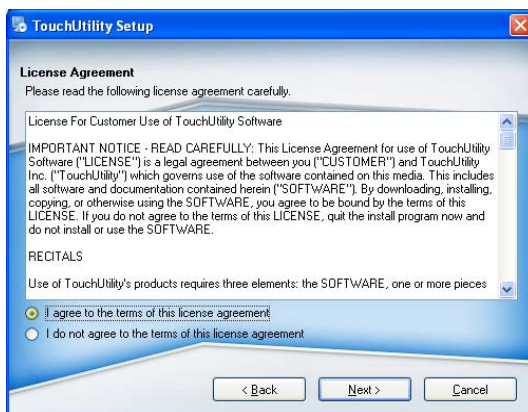 TouchUtility Setup
License Agreement
Please read the following license agreement carefully.
License For Customer Use of TouchUtility Software
IMPORTANT NOTICE - READ CAREFULLY: This License Agreement for use of TouchUtility
Software ("LICENSE") is a legal agreement between you ("CUSTOMER") and TouchUtility
Inc. ("TouchUtility") which governs use of the software contained on this media. This includes
all software and documentation contained herein ("SOFTWARE"). By downloading, installing,
copying, or otherwise using the SOFTWARE, you agree to be bound by the terms of this
LICENSE. If you do not agree to the terms of this LICENSE, quit the install program now and
do not install or use the SOFTWARE.
RECITALS
Use of TouchUtility's products requires three elements: the SOFTWARE, one or more pieces
I agree to the terms of this license agreement
I do not agree to the terms of this license agreement
< Back
Next >
Cancel